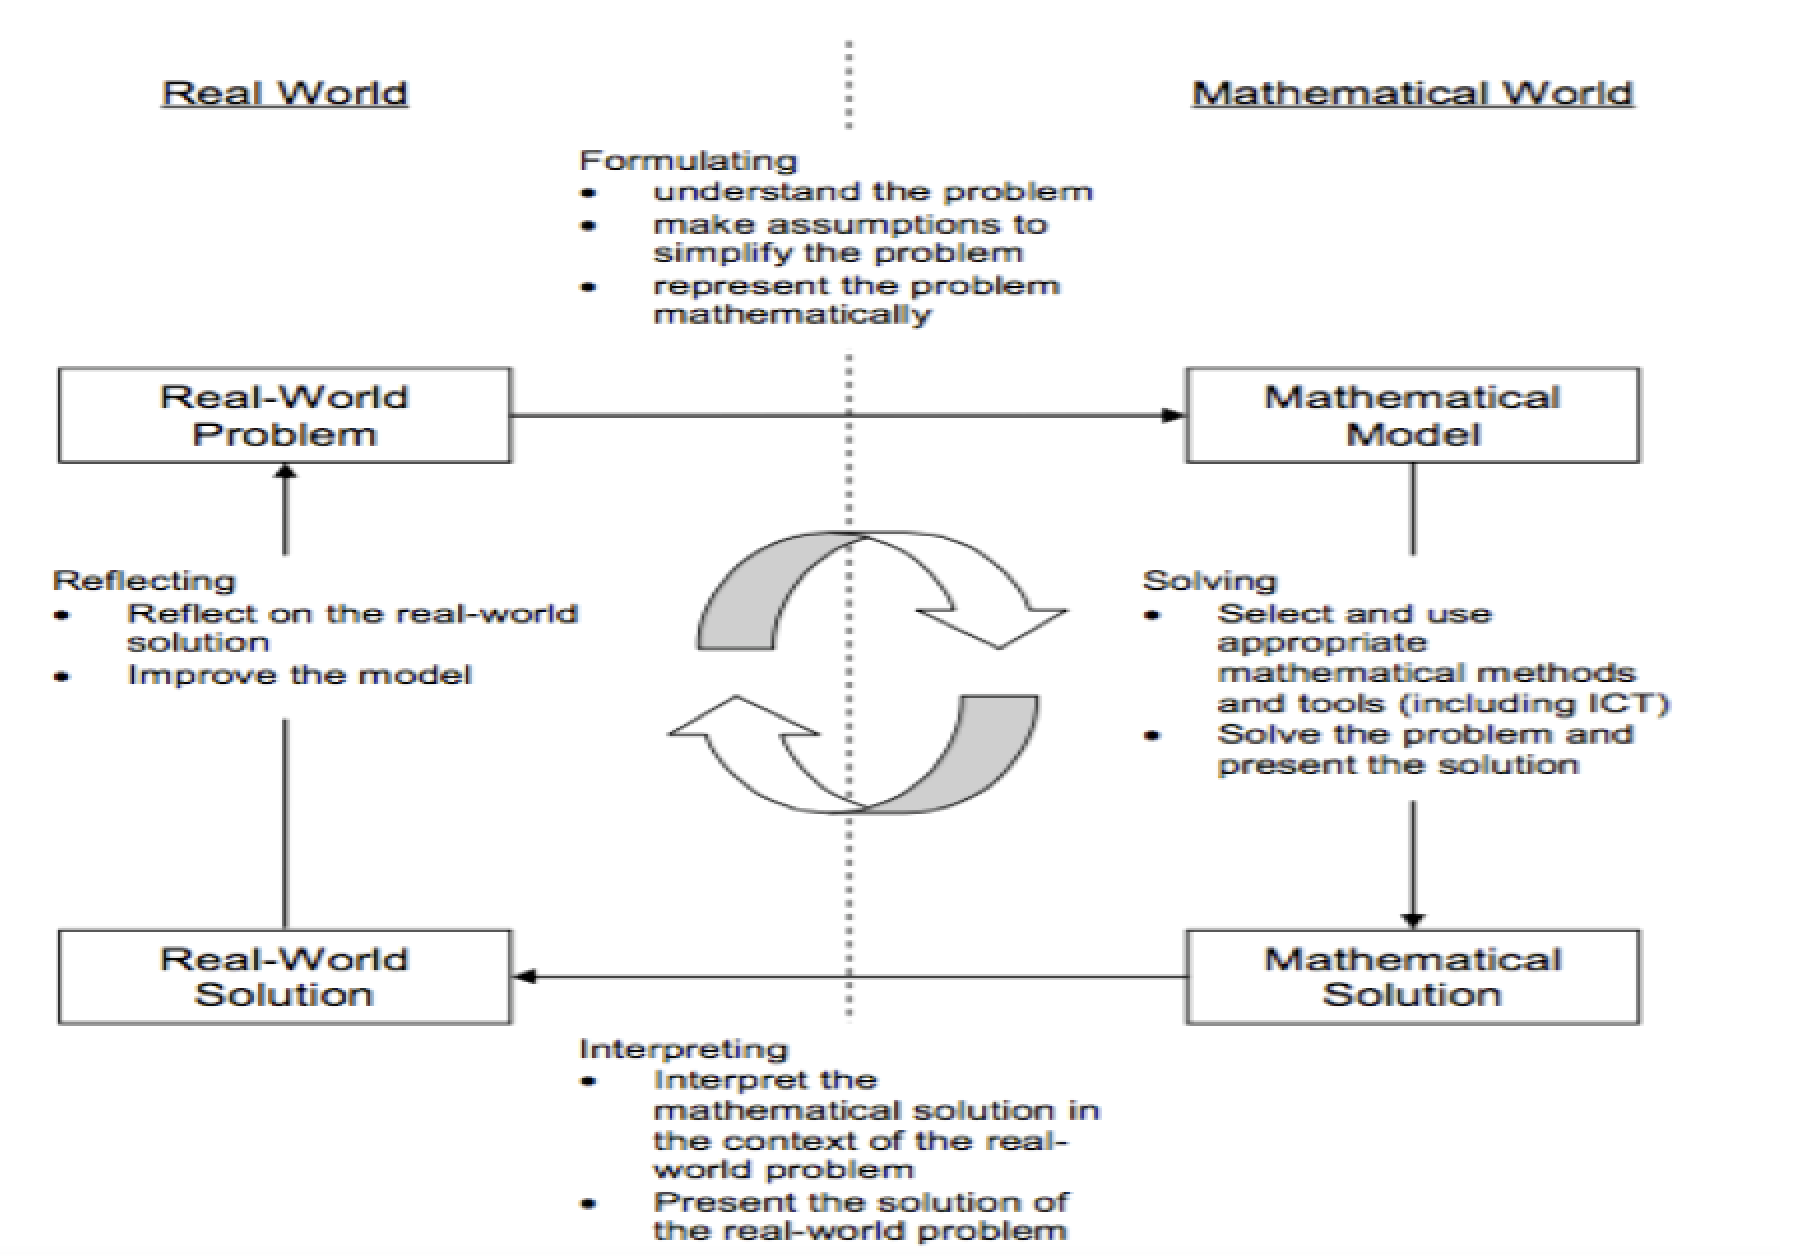 Real World
Mathematical World
Formulating
• understand the problem
• make assumptions to
simplify the problem
• represent the problem
mathematically
Real-World
Problem
Mathematical
Model
Reflecting
• Reflect on the real-world
solution
• Improve the model
Solving
• Select and use
appropriate
mathematical methods
and tools (including ICT)
• Solve the problem and
present the solution
Real-World
Solution
Mathematical
Solution
Interpreting
• Interpret the
mathematical solution in
the context of the real-
world problem
• Present the solution of
the real-world problem